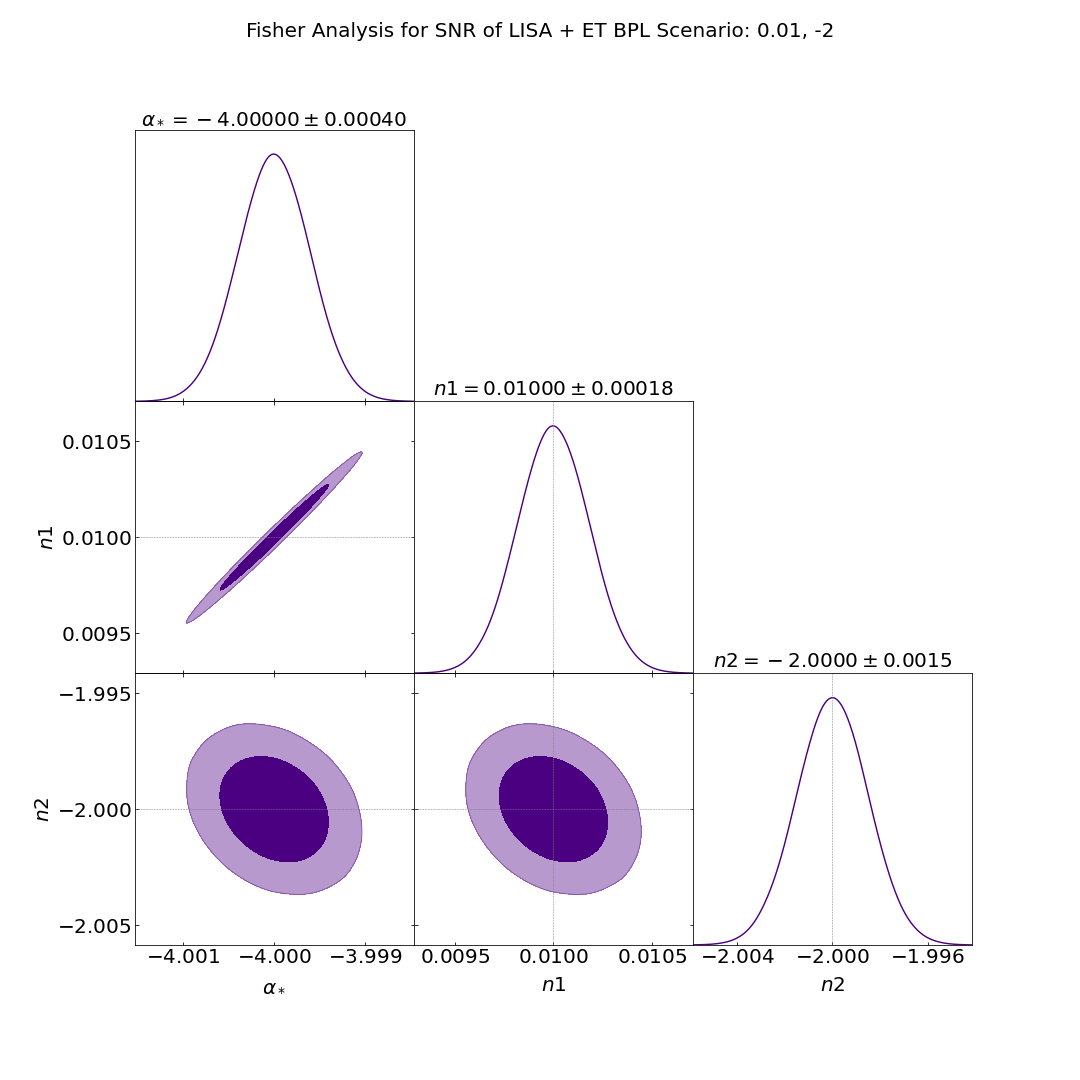 Fisher Analysis for SNR of LISA + ET BPL Scenario: 0.01, -2
α* = −4.00000 ± 0.00040
n1 = 0.01000 ± 0.00018
0.0105
n1
0.0100
0.0095
n2 = −2.0000 ± 0.0015
−1.995
n2
−2.000
−2.005
−4.001 −4.000 −3.999 0.0095 0.0100 0.0105 −2.004 −2.000 −1.996
α* n1 n2